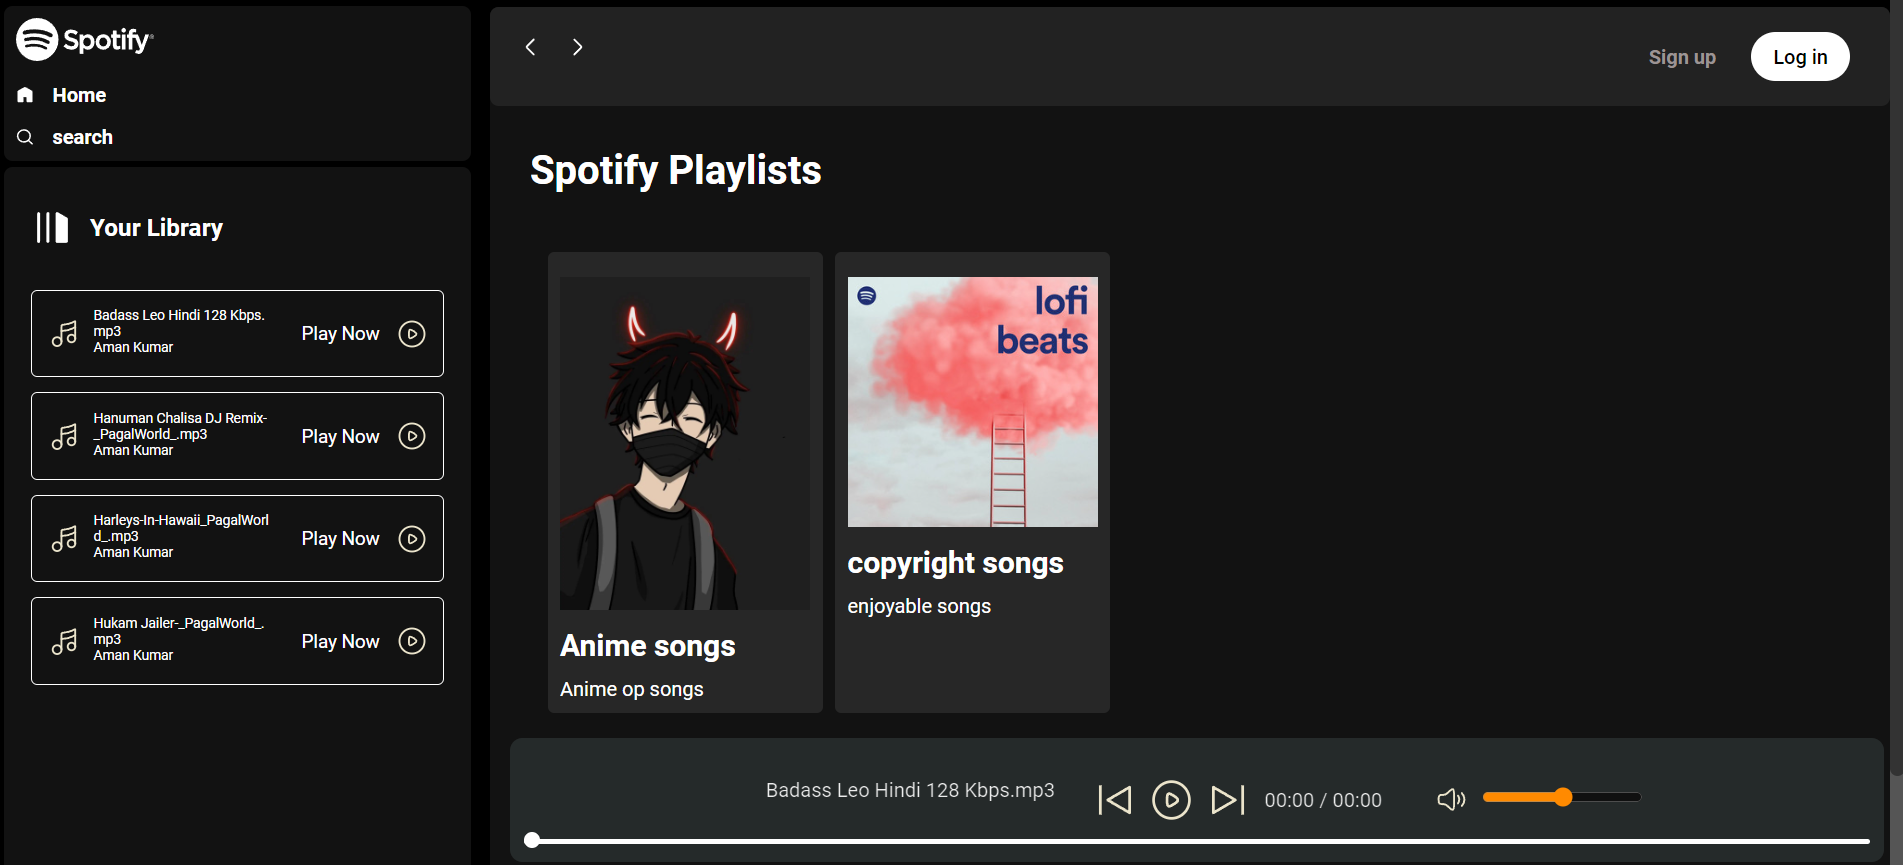 Spotify
Home
search
Your Library
Badass Leo Hindi 128 Kbps.
mp3
Aman Kumar
Play Now
Hanuman Chalisa DJ Remix-
_PagalWorld_.mp3
Aman Kumar
Play Now
Harleys-In-Hawaii_PagalWorl
d_.mp3
Aman Kumar
Play Now
Hukam Jailer-_PagalWorld_.
mp3
Aman Kumar
Play Now
Sign up
Log in
Spotify Playlists
Anime songs
Anime op songs
lofi
beats
copyright songs
enjoyable songs
Badass Leo Hindi 128 Kbps.mp3
00:00 / 00:00